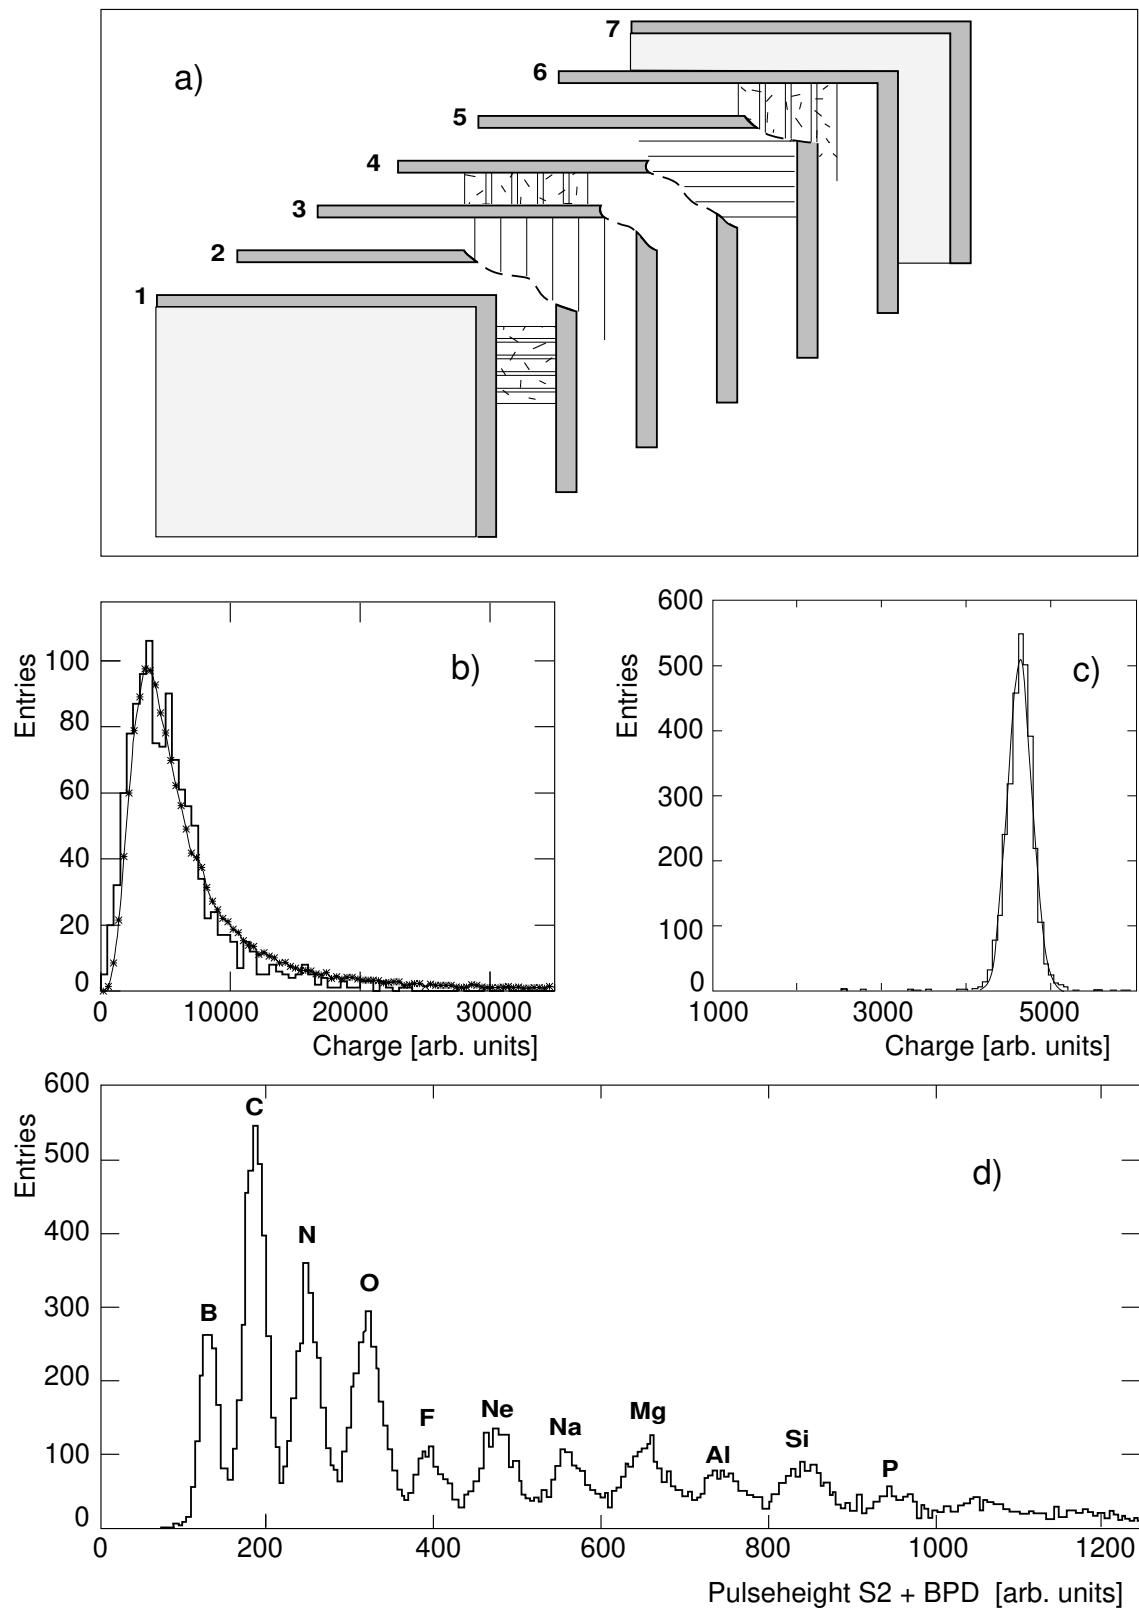 a)
7
6
5
4
3
2
1
b)
Entries
100
80
60
40
20
0
0 10000 20000 30000
Charge [arb. units]
c)
Entries
600
500
400
300
200
100
0
1000 3000 5000
Charge [arb. units]
d)
Entries
600
500
400
300
200
100
0
B C N O F Ne Na Mg Al Si P
0 200 400 600 800 1000 1200
Pulseheight S2 + BPD [arb. units]